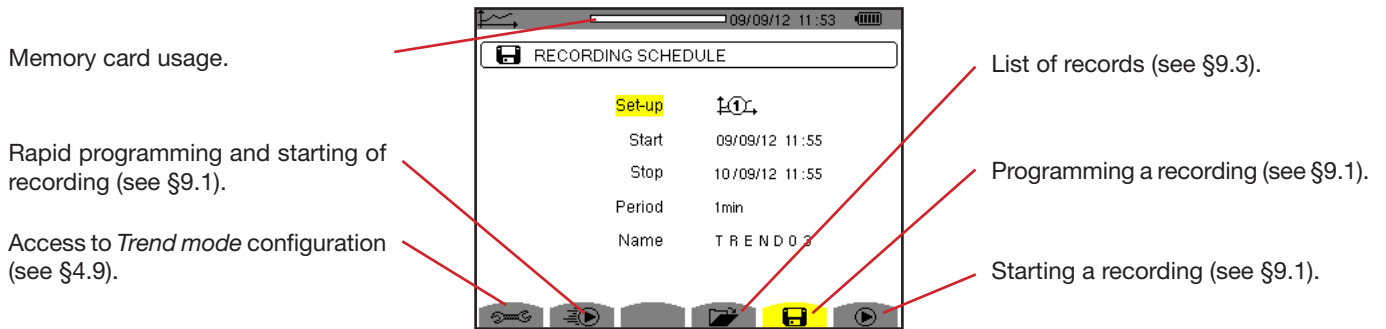 09/09/12 11:53
RECORDING SCHEDULE
Memory card usage.
List of records (see §9.3).
Set-up 1
Start 09/09/12 11:55
Rapid programming and starting of
recording (see §9.1).
Stop 10/09/12 11:55
Programming a recording (see §9.1).
Period 1min
Name TREND03
Access to Trend mode configuration
(see §4.9).
Starting a recording (see §9.1).